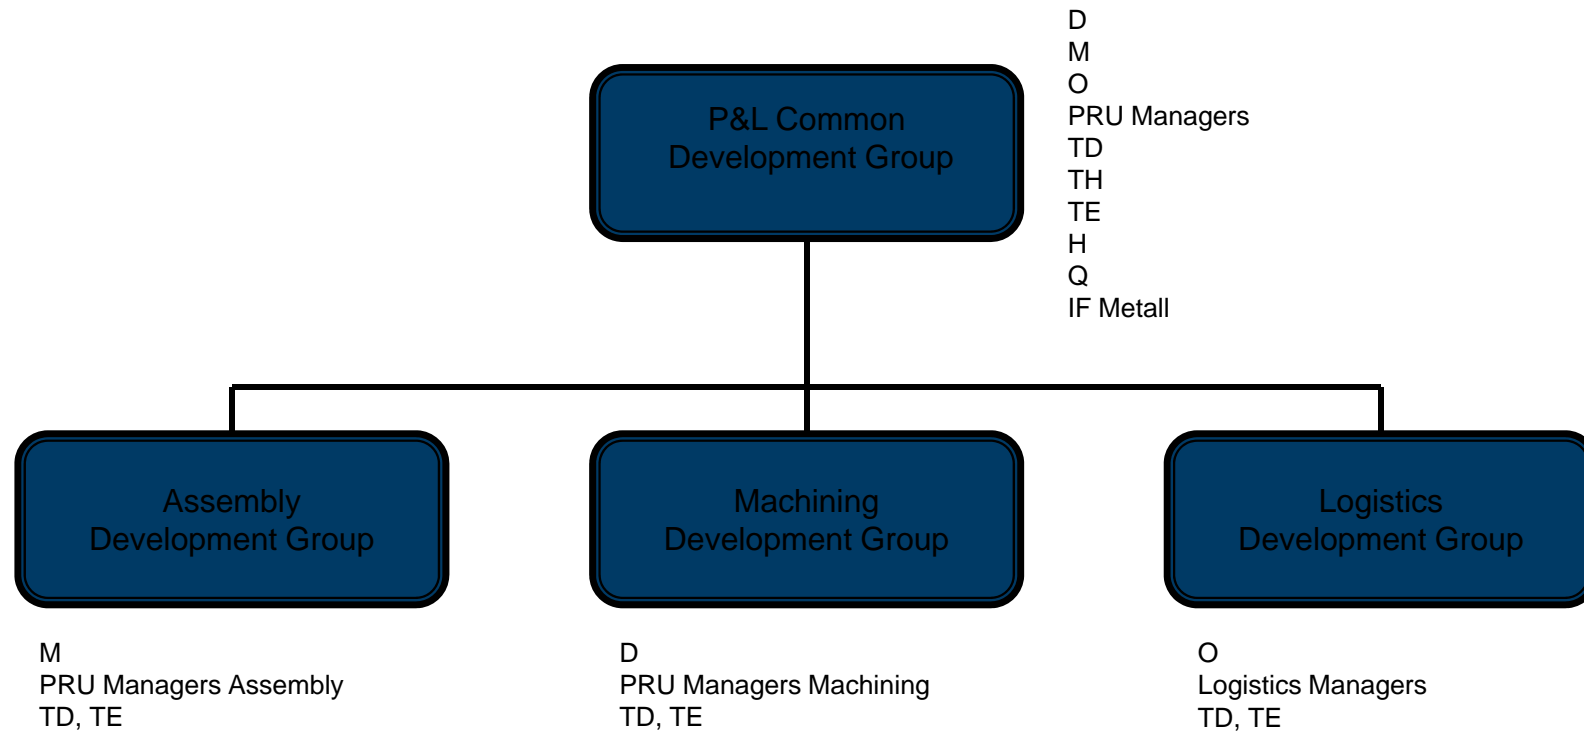 P&L Common
Development Group
D
M
O
PRU Managers
TD
TH
TE
H
Q
IF Metall
Assembly
Development Group
Machining
Development Group
Logistics
Development Group
M
PRU Managers Assembly
TD, TE
D
PRU Managers Machining
TD, TE
O
Logistics Managers
TD, TE